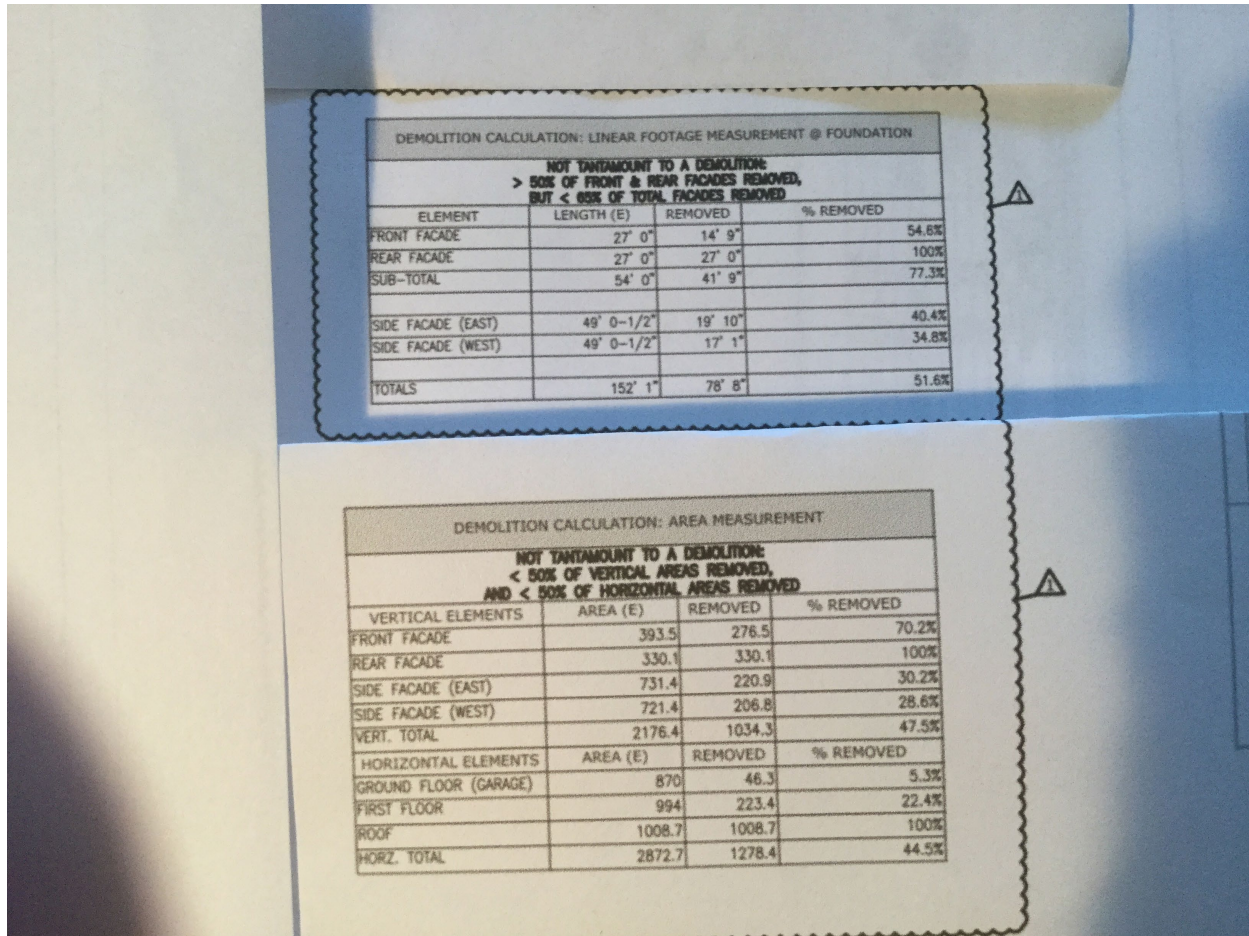 DEMOLITION CALCULATION: LINEAR FOOTAGE MEASUREMENT @ FOUNDATION
NOT TANTAMOUNT TO A DEMOLITION:
> 50% OF FRONT & REAR FACADES REMOVED,
BUT < 65% OF TOTAL FACADES REMOVED
ELEMENT LENGTH (E) REMOVED % REMOVED
FRONT FACADE 27' 0" 14' 9" 54.6%
REAR FACADE 27' 0" 27' 0" 100%
SUB-TOTAL 54' 0" 41' 9" 77.3%
SIDE FACADE (EAST) 49' 0-1/2" 19' 10" 40.4%
SIDE FACADE (WEST) 49' 0-1/2" 17' 1" 34.8%
TOTALS 152' 1" 78' 8" 51.6%
1
DEMOLITION CALCULATION: AREA MEASUREMENT
NOT TANTAMOUNT TO A DEMOLITION:
< 50% OF VERTICAL AREAS REMOVED,
AND < 50% OF HORIZONTAL AREAS REMOVED
VERTICAL ELEMENTS AREA (E) REMOVED % REMOVED
FRONT FACADE 393.5 276.5 70.2%
REAR FACADE 330.1 330.1 100%
SIDE FACADE (EAST) 731.4 220.9 30.2%
SIDE FACADE (WEST) 721.4 206.8 28.6%
VERT. TOTAL 2176.4 1034.3 47.5%
HORIZONTAL ELEMENTS AREA (E) REMOVED % REMOVED
GROUND FLOOR (GARAGE) 870 46.3 5.3%
FIRST FLOOR 994 223.4 22.4%
ROOF 1008.7 1008.7 100%
HORZ. TOTAL 2872.7 1278.4 44.5%
1